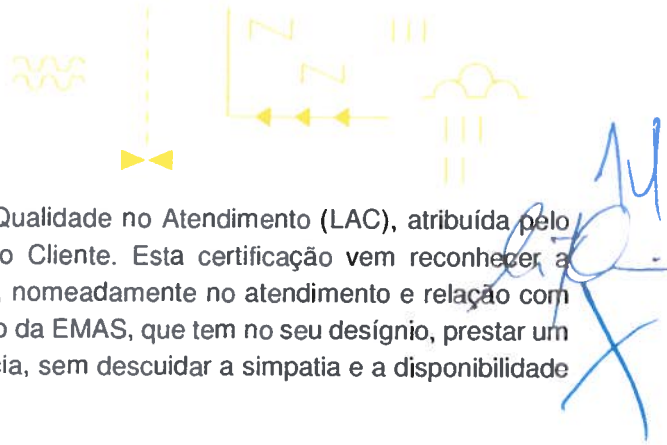 Qualidade no Atendimento (LAC), atribuída pelo
o Cliente. Esta certificação vem reconhecer a
, nomeadamente no atendimento e relação com
o da EMAS, que tem no seu desígnio, prestar um
cia, sem descuidar a simpatia e a disponibilidade